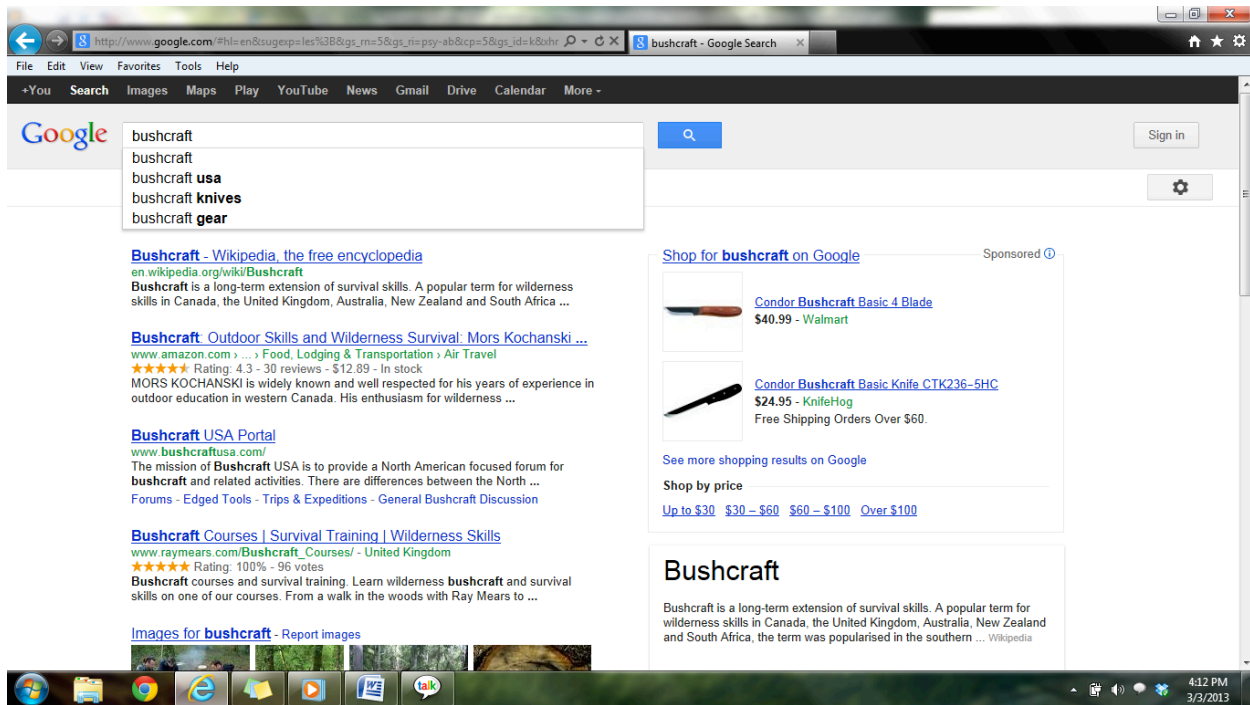 http://www.google.com/#hl=en&sugexp=les%3B&gs_rn=5&gs_ri=psy-ab&cp=5&gs_id=k&xhr
bushcraft - Google Search
File Edit View Favorites Tools Help
+You Search Images Maps Play YouTube News Gmail Drive Calendar More
Google
bushcraft
Sign in
bushcraft
bushcraft usa
bushcraft knives
bushcraft gear
Bushcraft - Wikipedia, the free encyclopedia
en.wikipedia.org/wiki/Bushcraft
Bushcraft is a long-term extension of survival skills. A popular term for wilderness
skills in Canada, the United Kingdom, Australia, New Zealand and South Africa ...
Bushcraft: Outdoor Skills and Wilderness Survival: Mors Kochanski ...
www.amazon.com › ... › Food, Lodging & Transportation › Air Travel
Rating: 4.3 - 30 reviews - $12.89 - In stock
MORS KOCHANSKI is widely known and well respected for his years of experience in
outdoor education in western Canada. His enthusiasm for wilderness ...
Bushcraft USA Portal
www.bushcraftusa.com/
The mission of Bushcraft USA is to provide a North American focused forum for
bushcraft and related activities. There are differences between the North ...
Forums - Edged Tools - Trips & Expeditions - General Bushcraft Discussion
Bushcraft Courses | Survival Training | Wilderness Skills
www.raymears.com/Bushcraft_Courses/ - United Kingdom
Rating: 100% - 96 votes
Bushcraft courses and survival training. Learn wilderness bushcraft and survival
skills on one of our courses. From a walk in the woods with Ray Mears to ...
Images for bushcraft - Report images
Shop for bushcraft on Google
Sponsored
Condor Bushcraft Basic 4 Blade
$40.99 - Walmart
Condor Bushcraft Basic Knife CTK236-5HC
$24.95 - KnifeHog
Free Shipping Orders Over $60.
See more shopping results on Google
Shop by price
Up to $30 $30 – $60 $60 – $100 Over $100
Bushcraft
Bushcraft is a long-term extension of survival skills. A popular term for
wilderness skills in Canada, the United Kingdom, Australia, New Zealand
and South Africa, the term was popularised in the southern ... Wikipedia
talk
4:12 PM
3/3/2013